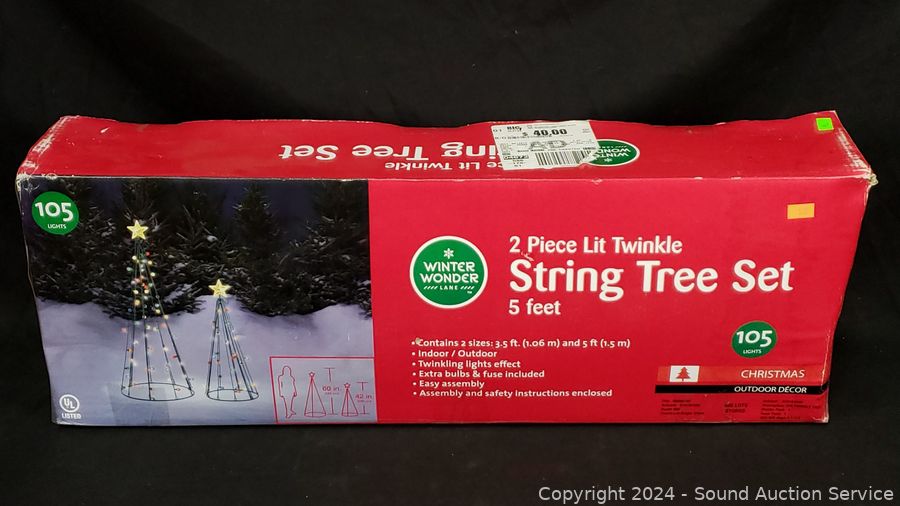 BIG
$ 40.00
2 Piece Lit Twinkle
String Tree Set
105
LIGHTS
2 Piece Lit Twinkle
String Tree Set
5 feet
WINTER
WONDER
LANE
• Contains 2 sizes: 3.5 ft. (1.06 m) and 5 ft (1.5 m)
• Indoor / Outdoor
• Twinkling lights effect
• Extra bulbs & fuse included
• Easy assembly
• Assembly and safety instructions enclosed
105
LIGHTS
CHRISTMAS
OUTDOOR DÉCOR
60 in
42 in
UL
LISTED
Copyright 2024 - Sound Auction Service